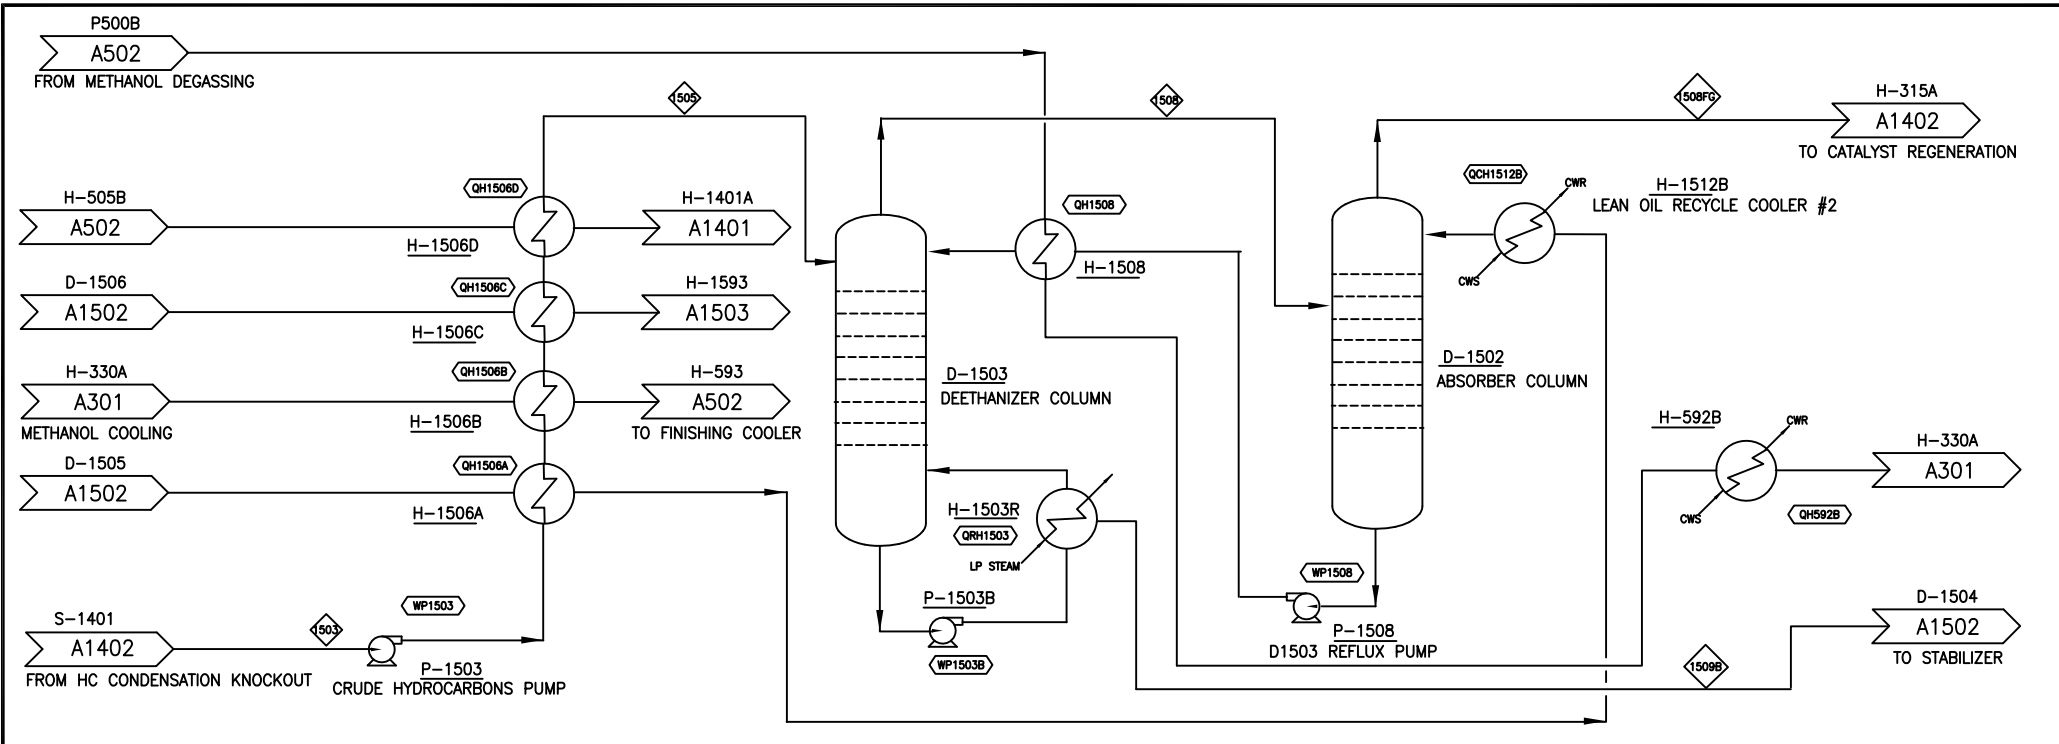 P500B
A502
FROM METHANOL DEGASSING
1505
1508
1508FG
H-315A
A1402
TO CATALYST REGENERATION
H-505B
A502
QH1506D
H-1506D
H-1401A
A1401
QH1508
H-1508
QCH1512B
CWR
CWS
H-1512B
LEAN OIL RECYCLE COOLER #2
D-1506
A1502
QH1506C
H-1506C
H-1593
A1503
H-330A
A301
METHANOL COOLING
QH1506B
H-1506B
H-593
A502
TO FINISHING COOLER
D-1503
DEETHANIZER COLUMN
D-1502
ABSORBER COLUMN
H-592B
CWR
CWS
QH592B
H-330A
A301
D-1505
A1502
QH1506A
H-1506A
H-1503R
QRH1503
LP STEAM
P-1503B
WP1503B
WP1508
P-1508
D1503 REFLUX PUMP
S-1401
A1402
FROM HC CONDENSATION KNOCKOUT
1503
WP1503
P-1503
CRUDE HYDROCARBONS PUMP
1509B
D-1504
A1502
TO STABILIZER